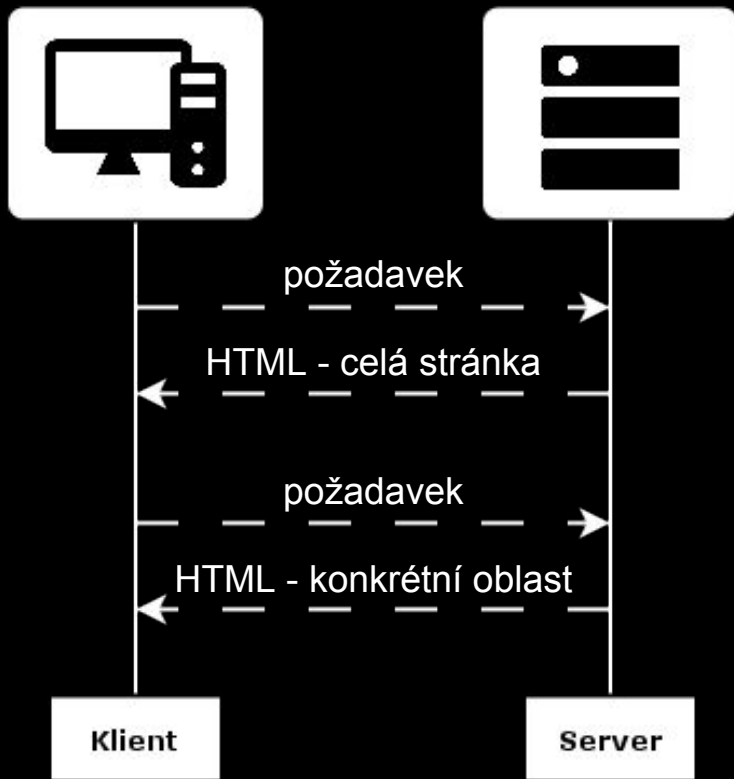 požadavek
HTML - celá stránka
požadavek
HTML - konkrétní oblast
Klient
Server